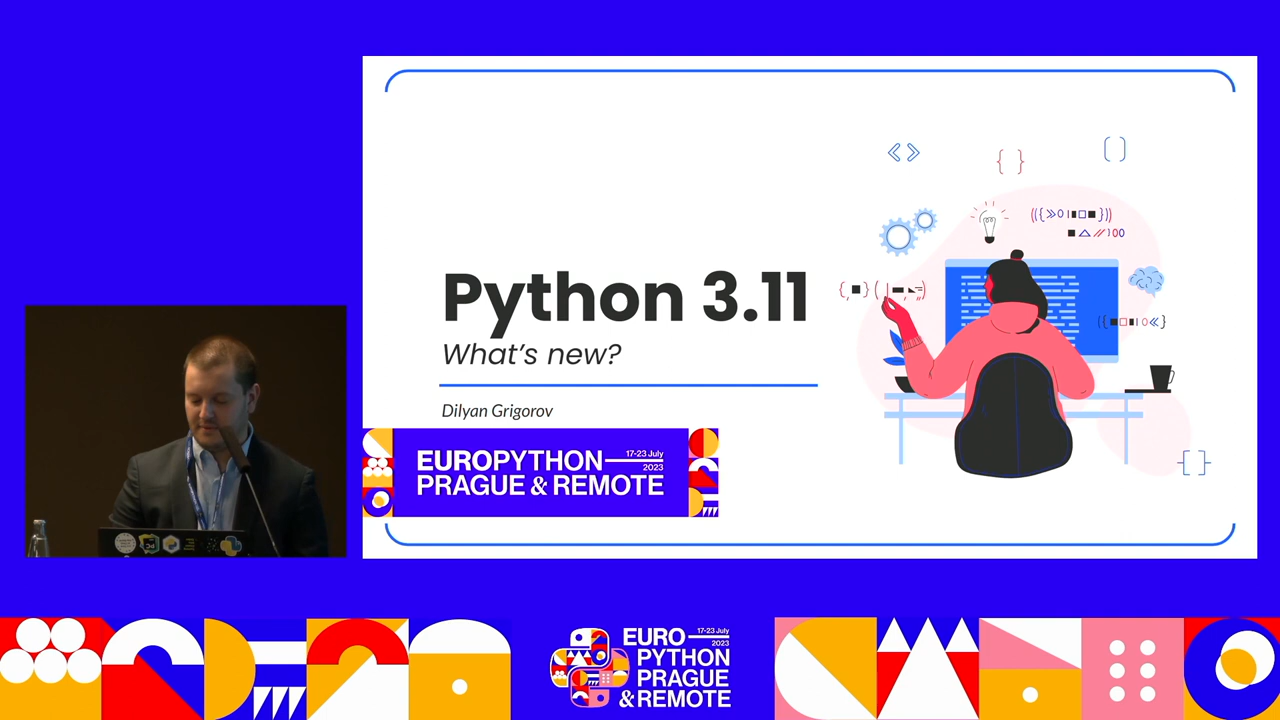 Python 3.11
What's new?
Dilyan Grigorov
EUROPYTHON
17-23 July
2023
PRAGUE & REMOTE
EURO
17-23 July
2023
PYTHON
PRAGUE
& REMOTE